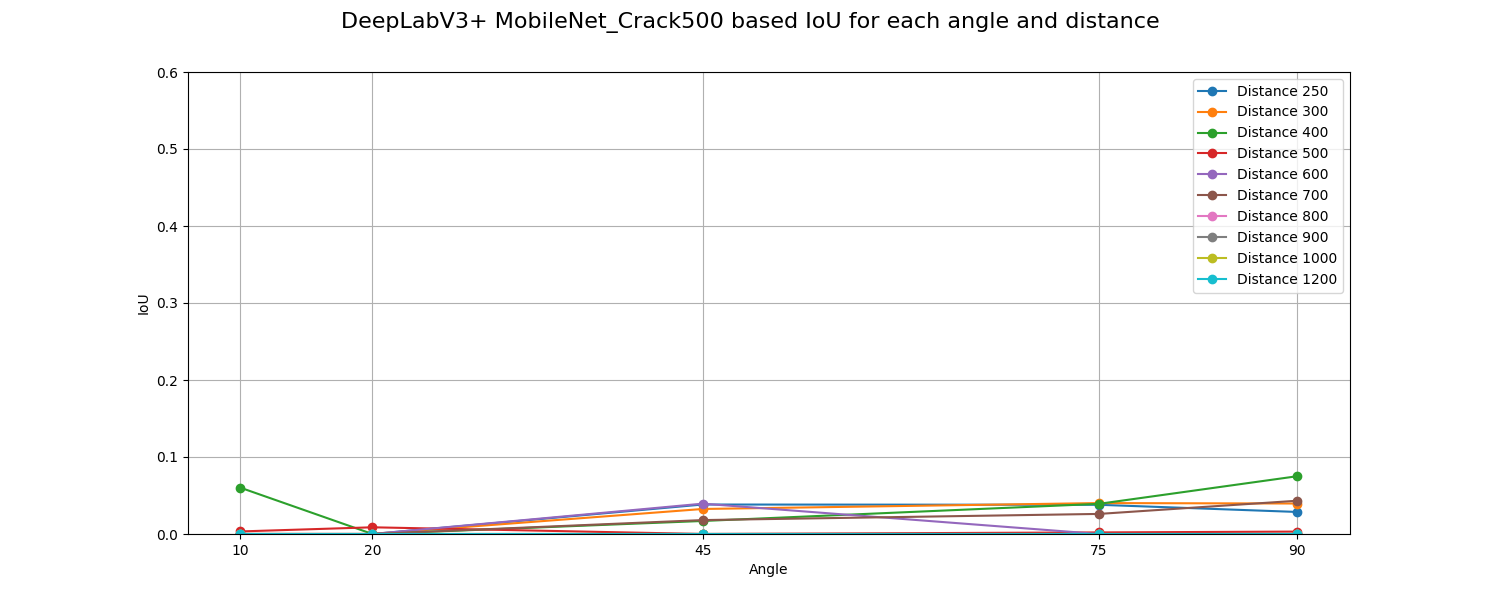 DeepLabV3+ MobileNet_Crack500 based IoU for each angle and distance
0.6
0.5
0.4
0.3
0.2
0.1
0.0
IoU
10
20
45
75
90
Angle
Distance 250
Distance 300
Distance 400
Distance 500
Distance 600
Distance 700
Distance 800
Distance 900
Distance 1000
Distance 1200